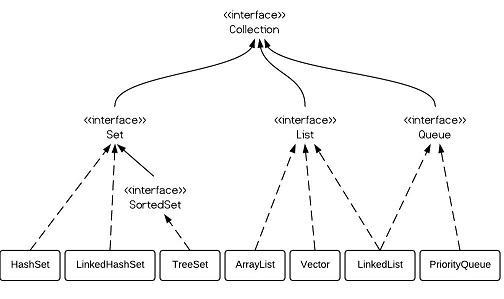 <<interface>>
Collection
<<interface>>
Set
<<interface>>
List
<<interface>>
Queue
<<interface>>
SortedSet
HashSet
LinkedHashSet
TreeSet
ArrayList
Vector
LinkedList
PriorityQueue